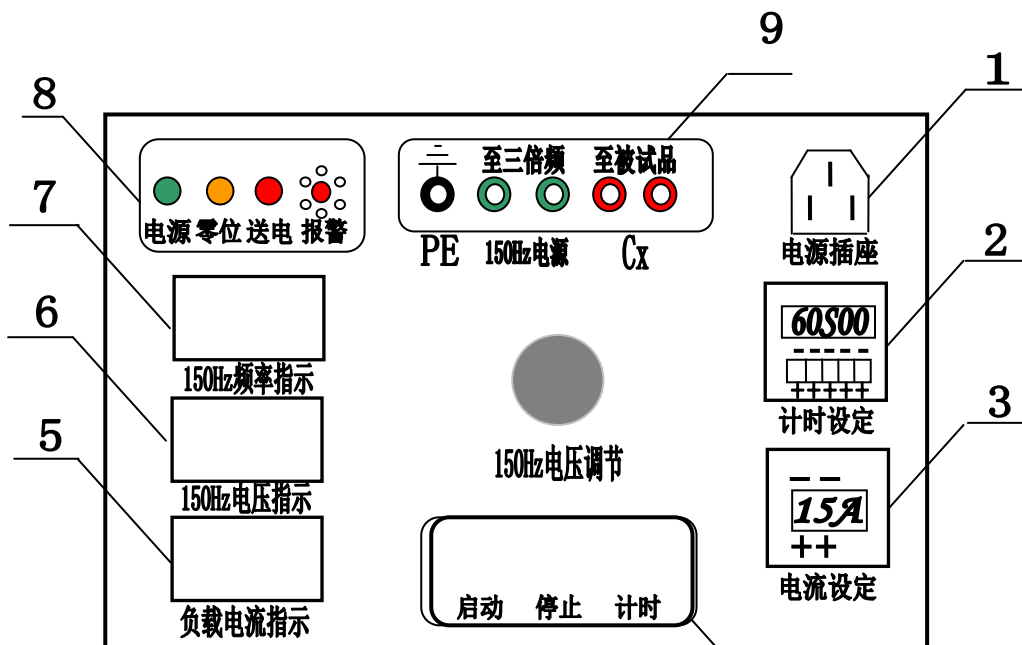 9
1
8
至三倍频 至被试品
7
电源 零位 送电 报警
PE 150Hz电源 Cx
电源插座
2
6
60S00
150Hz频率指示
3
计时设定
5
150Hz电压调节
150Hz电压指示
15A
启动 停止 计时
电流设定
负载电流指示